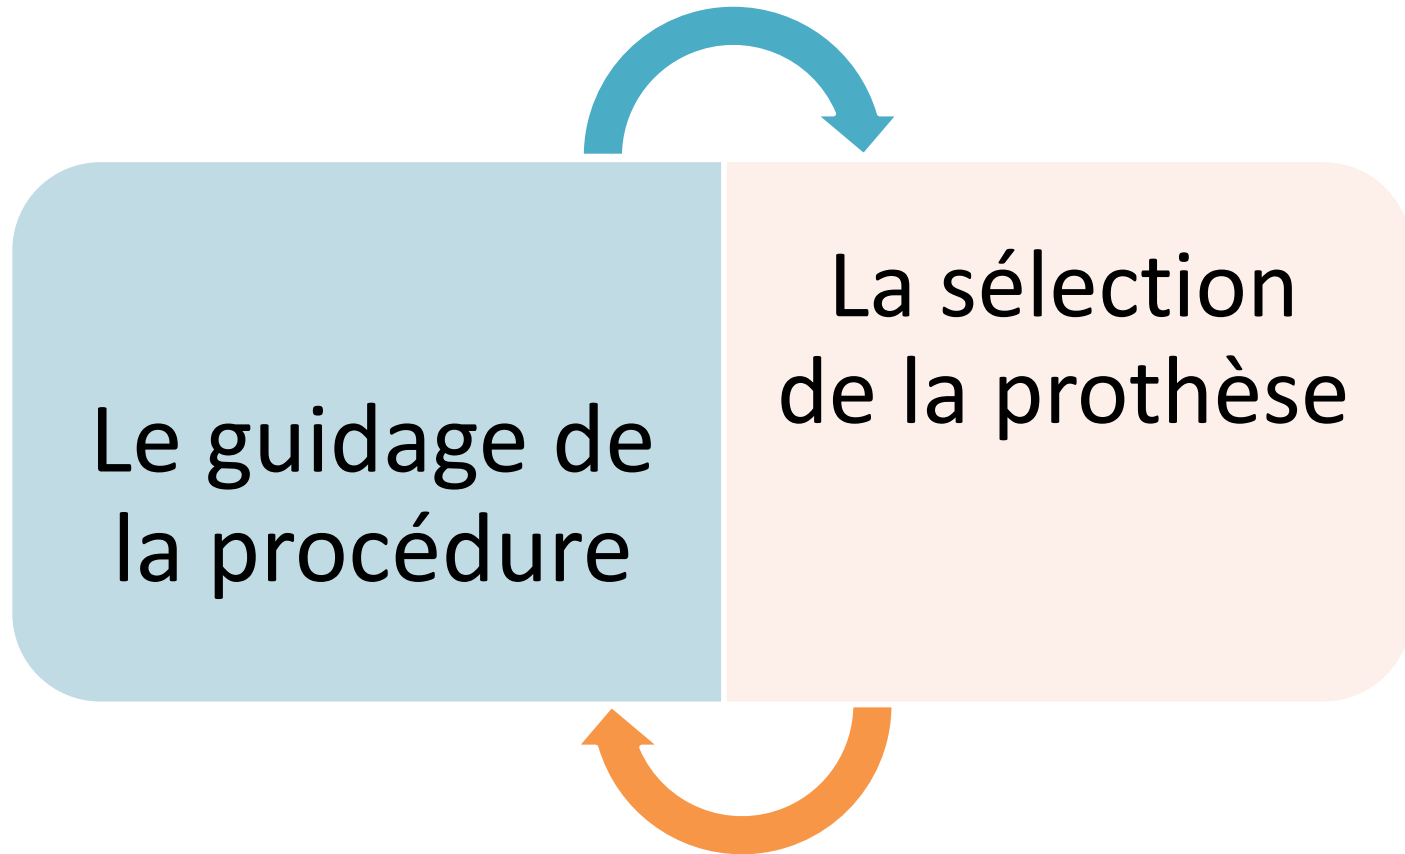 Le guidage de
la procédure
La sélection
de la prothèse